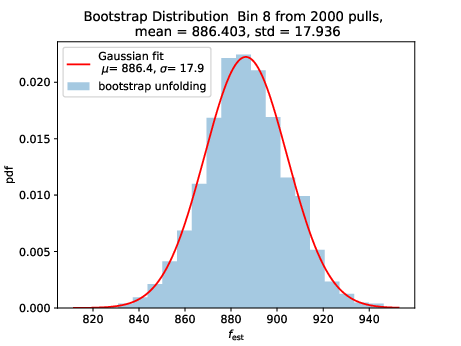 Bootstrap Distribution  Bin 8 from 2000 pulls,
mean = 886.403, std = 17.936
Gaussian fit
μ= 886.4, σ= 17.9
bootstrap unfolding
pdf
0.020
0.015
0.010
0.005
0.000
820 840 860 880 900 920 940
f_est